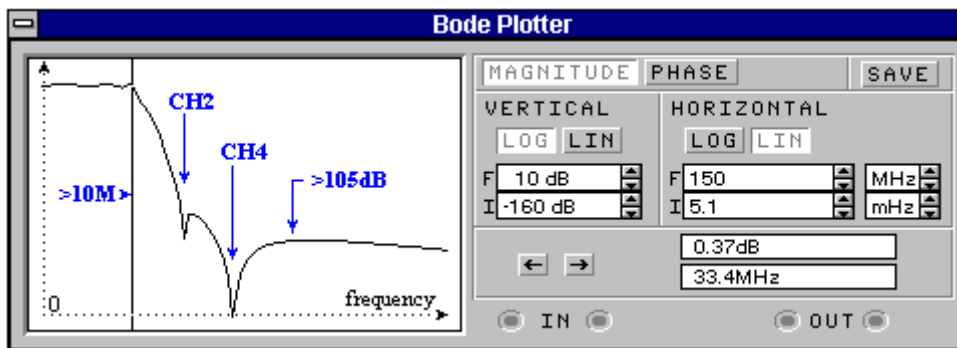 Bode Plotter
CH2
CH4
>10M
>105dB
0
frequency
MAGNITUDE PHASE SAVE
VERTICAL HORIZONTAL
LOG LIN LOG LIN
F 10 dB F 150 MHz
I -160 dB I 5.1 mHz
← → 0.37dB
33.4MHz
IN OUT